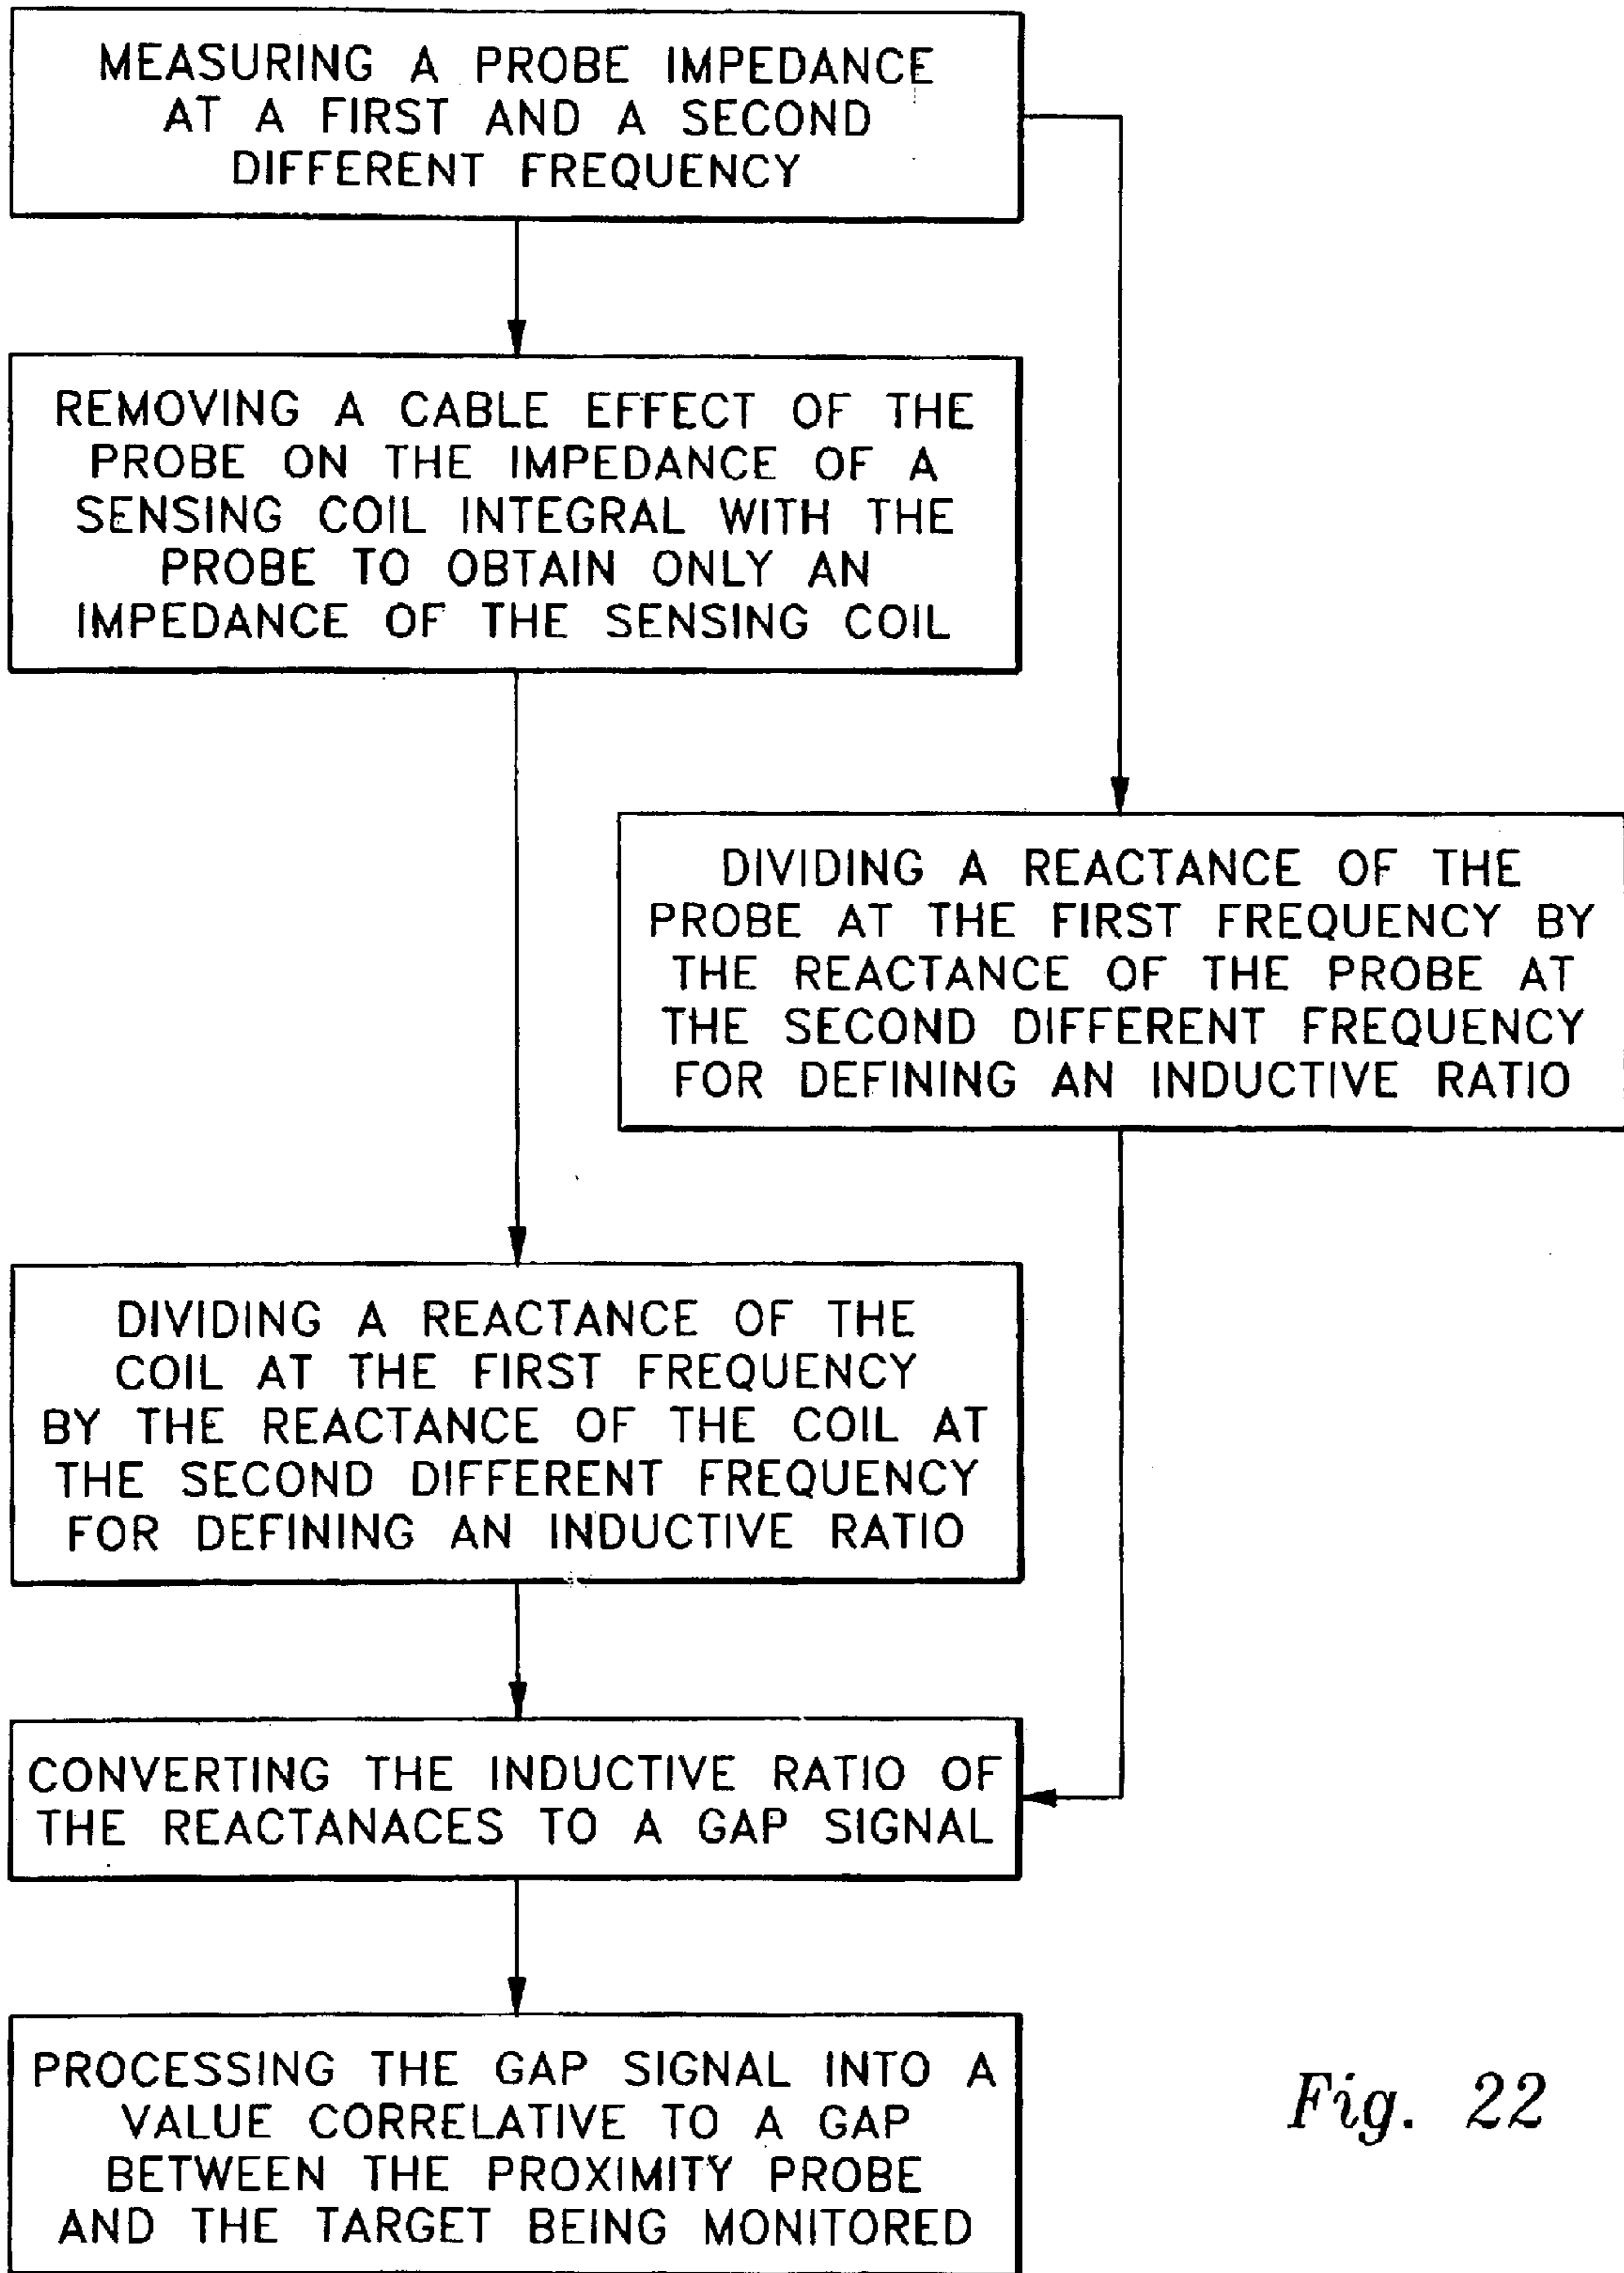 MEASURING A PROBE IMPEDANCE
AT A FIRST AND A SECOND
DIFFERENT FREQUENCY
REMOVING A CABLE EFFECT OF THE
PROBE ON THE IMPEDANCE OF A
SENSING COIL INTEGRAL WITH THE
PROBE TO OBTAIN ONLY AN
IMPEDANCE OF THE SENSING COIL
DIVIDING A REACTANCE OF THE
PROBE AT THE FIRST FREQUENCY BY
THE REACTANCE OF THE PROBE AT
THE SECOND DIFFERENT FREQUENCY
FOR DEFINING AN INDUCTIVE RATIO
DIVIDING A REACTANCE OF THE
COIL AT THE FIRST FREQUENCY
BY THE REACTANCE OF THE COIL AT
THE SECOND DIFFERENT FREQUENCY
FOR DEFINING AN INDUCTIVE RATIO
CONVERTING THE INDUCTIVE RATIO OF
THE REACTANACES TO A GAP SIGNAL
PROCESSING THE GAP SIGNAL INTO A
VALUE CORRELATIVE TO A GAP
BETWEEN THE PROXIMITY PROBE
AND THE TARGET BEING MONITORED
Fig. 22